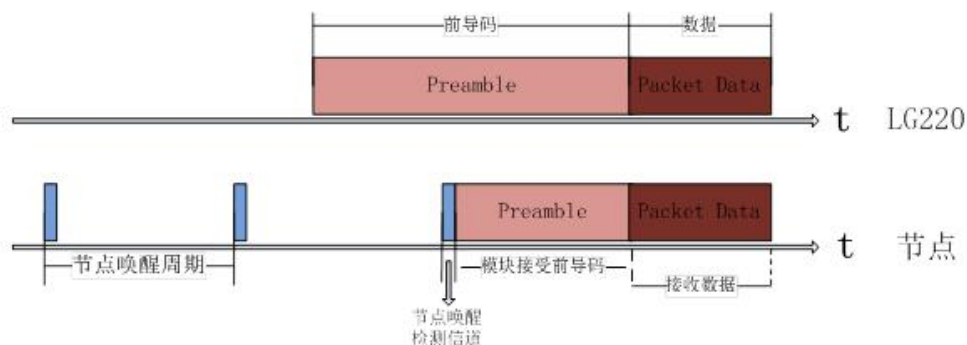 前导码
数据
Preamble
Packet Data
t
LG220
Preamble
Packet Data
t
节点
节点唤醒周期
模块接受前导码
接收数据
节点唤醒
检测信道